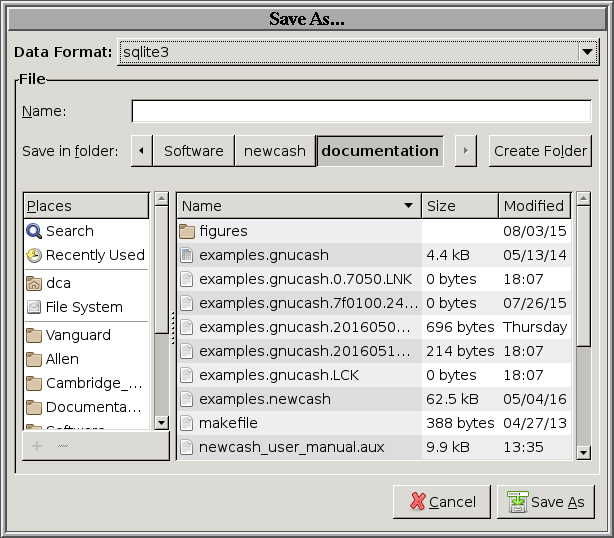 Save As...
Data Format: sqlite3
File
Name:
Save in folder: Software newcash documentation Create Folder
Places Name Size Modified
Search figures 08/03/15
Recently Used examples.gnucash 4.4 kB 05/13/14
dca examples.gnucash.0.7050.LNK 0 bytes 18:07
File System examples.gnucash.7f0100.24... 0 bytes 07/26/15
Vanguard examples.gnucash.2016050... 696 bytes Thursday
Allen examples.gnucash.2016051... 214 bytes 18:07
Cambridge_... examples.gnucash.LCK 0 bytes 18:07
Documenta... examples.newcash 62.5 kB 05/04/16
Software makefile 388 bytes 04/27/13
newcash_user_manual.aux 9.9 kB 13:35
Cancel Save As